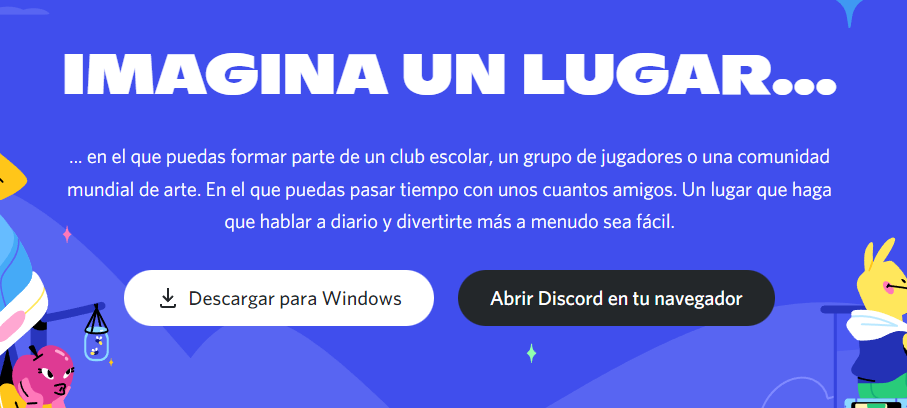 IMAGINA UN LUGAR...
... en el que puedas formar parte de un club escolar, un grupo de jugadores o una comunidad
mundial de arte. En el que puedas pasar tiempo con unos cuantos amigos. Un lugar que haga
que hablar a diario y divertirte más a menudo sea fácil.
Descargar para Windows
Abrir Discord en tu navegador